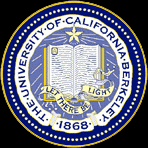 ·THE·UNIVERSITY·OF·CALIFORNIA·BERKELEY·
LET THERE BE LIGHT
1868